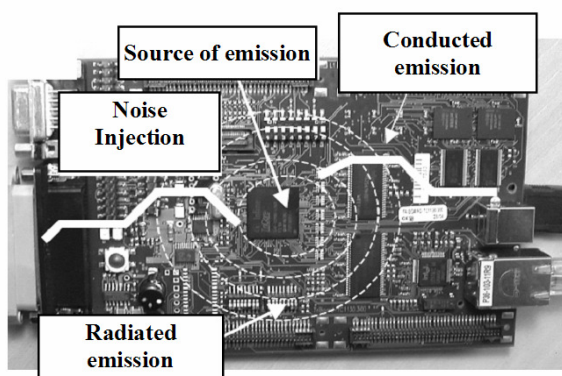 Source of emission
Conducted
emission
Noise
Injection
Radiated
emission